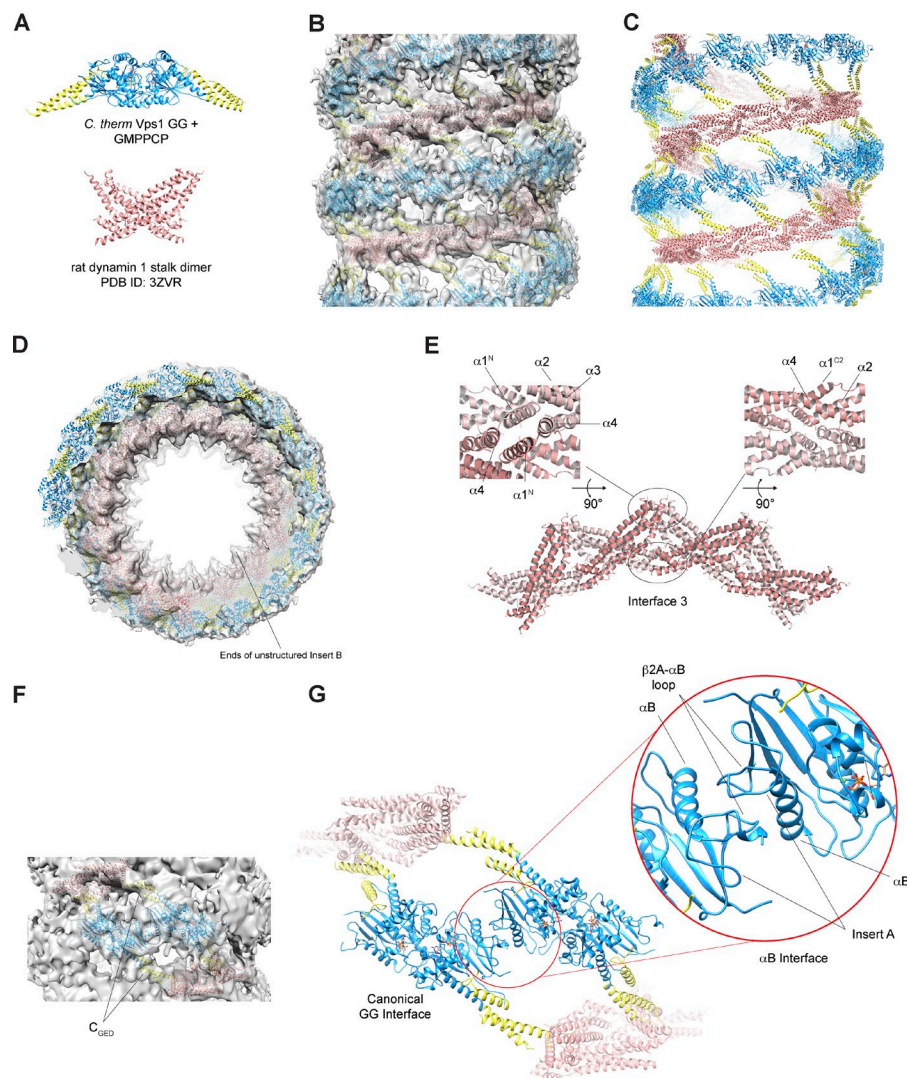 A
C. therm Vps1 GG +
GMPPCP
rat dynamin 1 stalk dimer
PDB ID: 3ZVR
B
C
D
Ends of unstructured Insert B
E
α1ᴺ
α2
α3
α4
α4
α1ᴺ
90°
α4
α1ᶜ²
α2
90°
Interface 3
F
C_GED
G
β2A-αB
loop
αB
αB
Insert A
αB Interface
Canonical
GG Interface